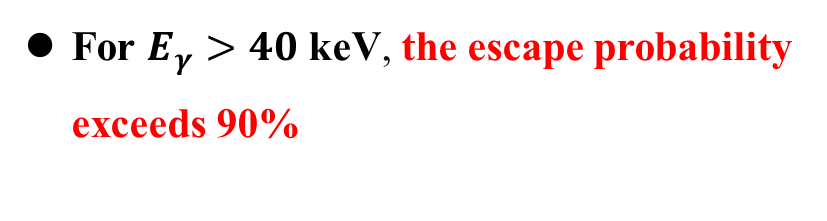 ● For Eγ > 40 keV, the escape probability
exceeds 90%